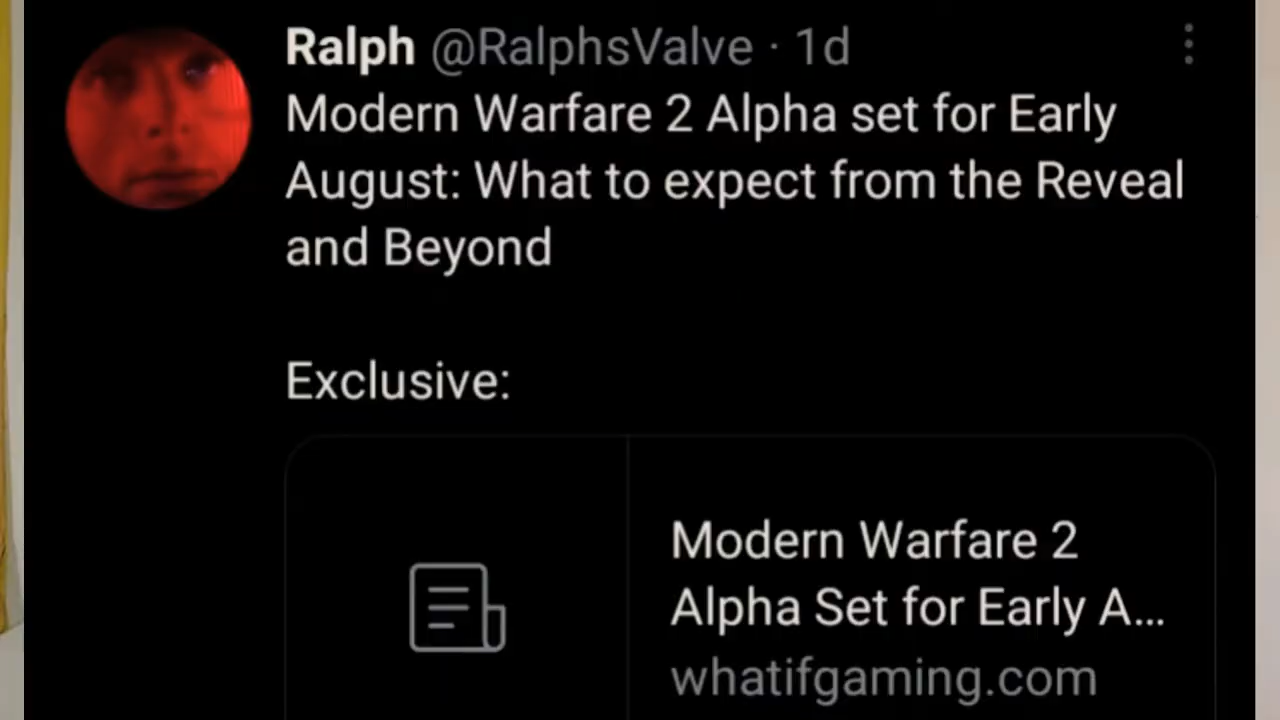 Ralph @RalphsValve · 1d
Modern Warfare 2 Alpha set for Early
August: What to expect from the Reveal
and Beyond
Exclusive:
Modern Warfare 2
Alpha Set for Early A...
whatifgaming.com